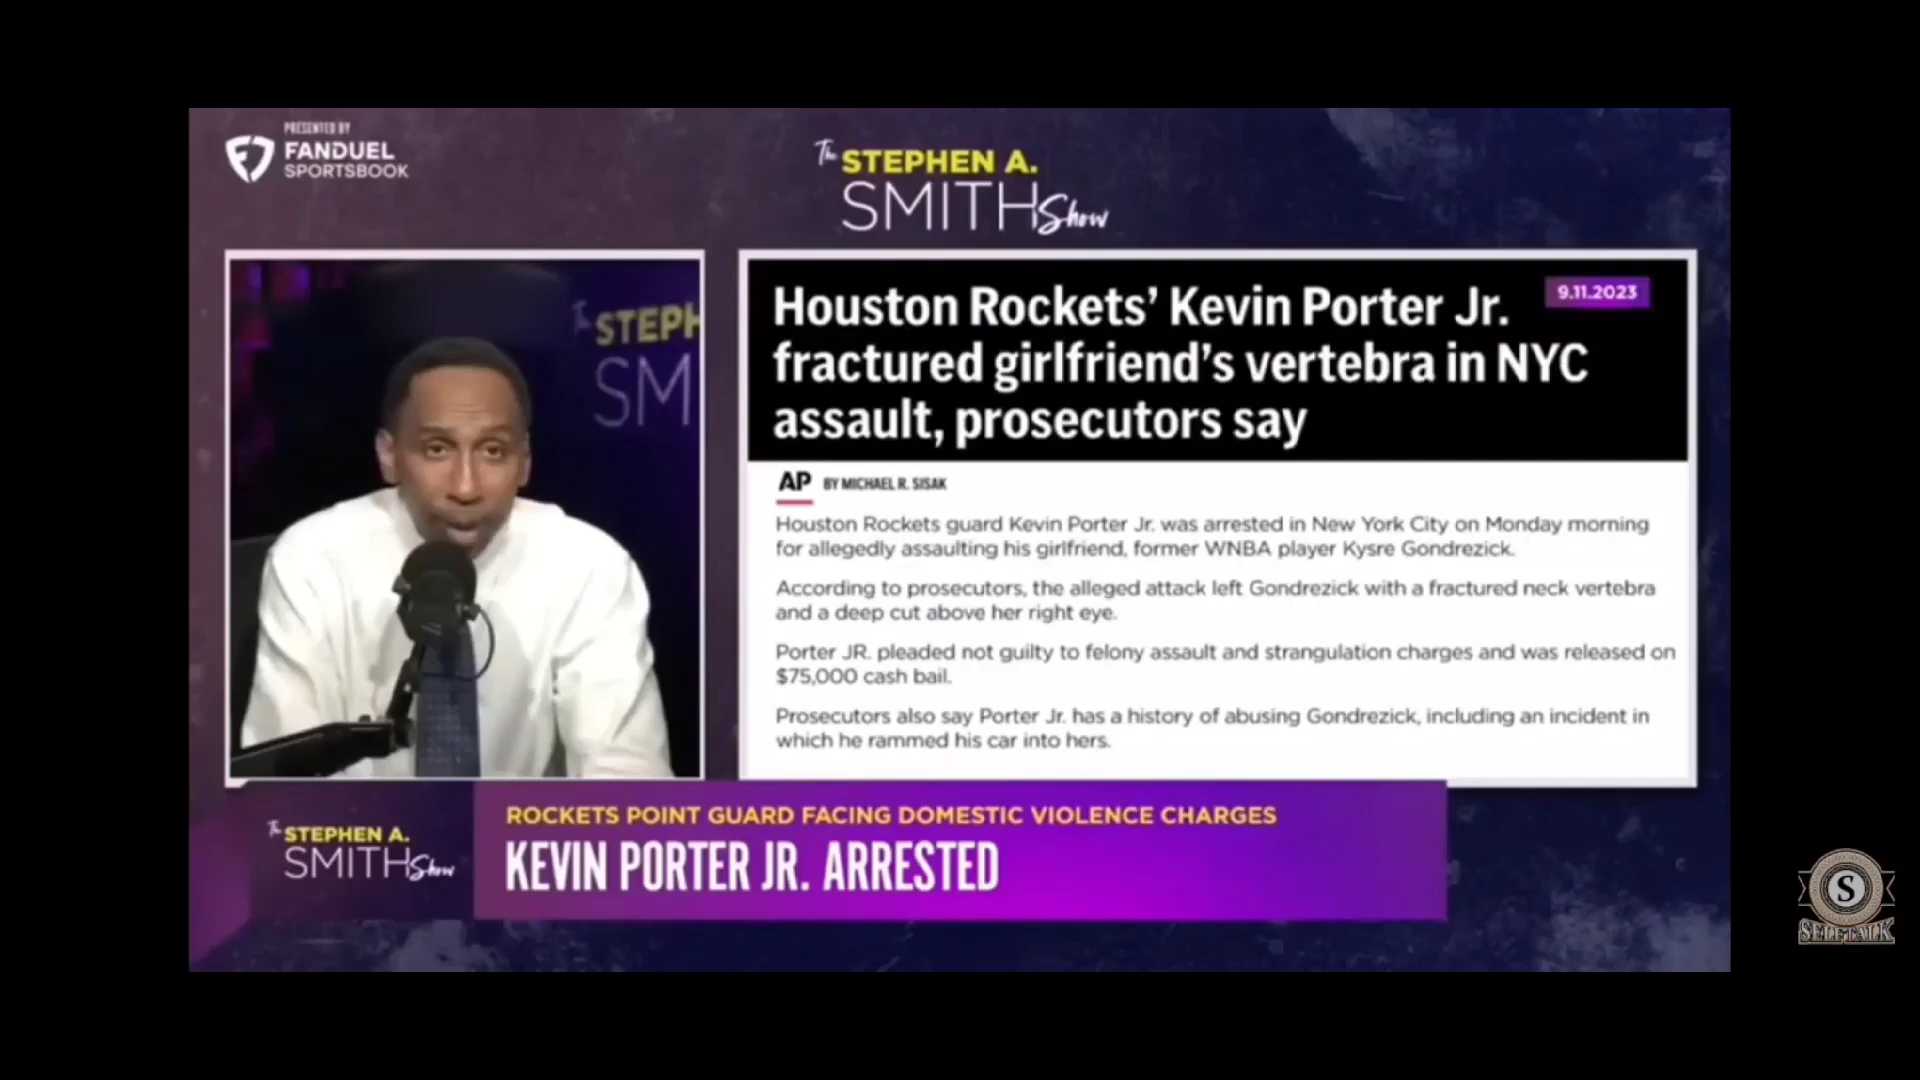 PRESENTED BY
FANDUEL
SPORTSBOOK
The STEPHEN A.
SMITH Show
The STEPH
SM
Houston Rockets' Kevin Porter Jr.
9.11.2023
fractured girlfriend's vertebra in NYC
assault, prosecutors say
AP BY MICHAEL R. SISAK
Houston Rockets guard Kevin Porter Jr. was arrested in New York City on Monday morning
for allegedly assaulting his girlfriend, former WNBA player Kysre Gondrezick.
According to prosecutors, the alleged attack left Gondrezick with a fractured neck vertebra
and a deep cut above her right eye.
Porter JR. pleaded not guilty to felony assault and strangulation charges and was released on
$75,000 cash bail.
Prosecutors also say Porter Jr. has a history of abusing Gondrezick, including an incident in
which he rammed his car into hers.
The STEPHEN A.
SMITH Show
ROCKETS POINT GUARD FACING DOMESTIC VIOLENCE CHARGES
KEVIN PORTER JR. ARRESTED
S
SELFTALK